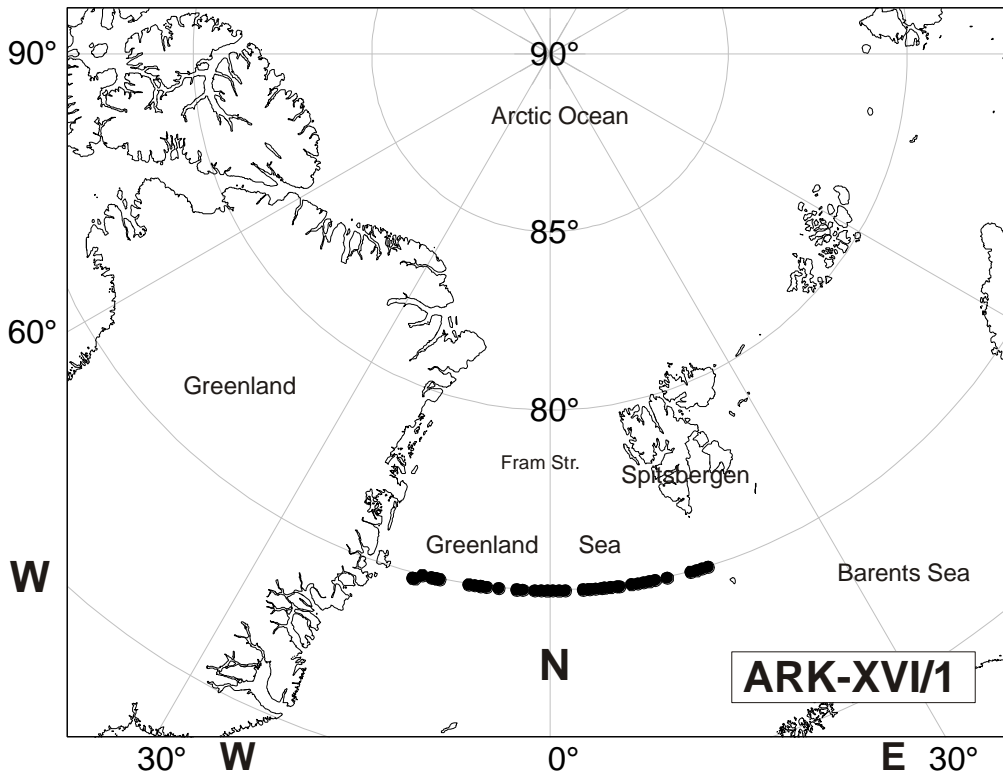 90°
90°
Arctic Ocean
85°
60°
Greenland
80°
Fram Str.
Spitsbergen
Greenland Sea
W
Barents Sea
N
ARK-XVI/1
30°
W
0°
E
30°